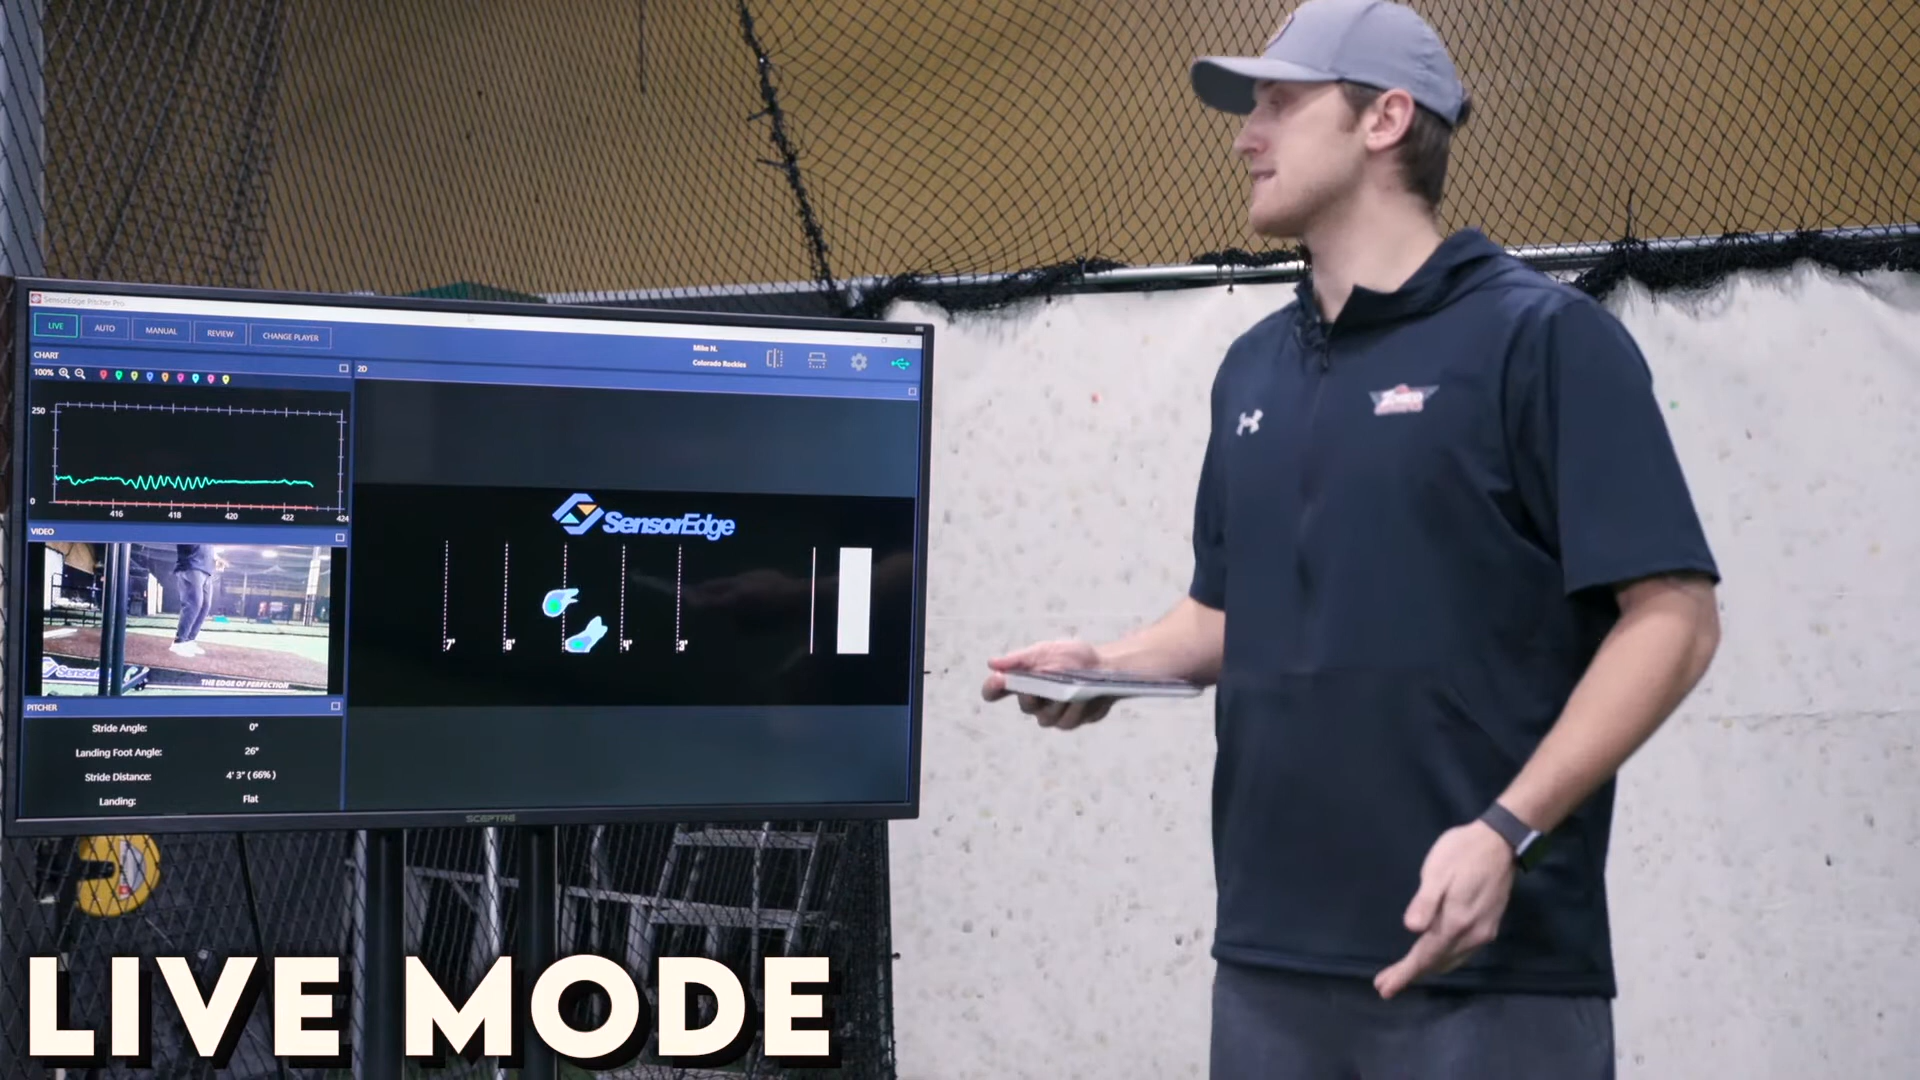 SensorEdge Pitcher Pro
LIVE AUTO MANUAL REVIEW CHANGE PLAYER
Mike N.
Colorado Rockies
CHART
2D
100%
250
0
416 418 420 422 424
VIDEO
SensorEdge
7' 6' 4' 3'
THE EDGE OF PERFECTION
PITCHER
Stride Angle: 0°
Landing Foot Angle: 26°
Stride Distance: 4' 3" ( 66% )
Landing: Flat
SCEPTRE
LIVE MODE